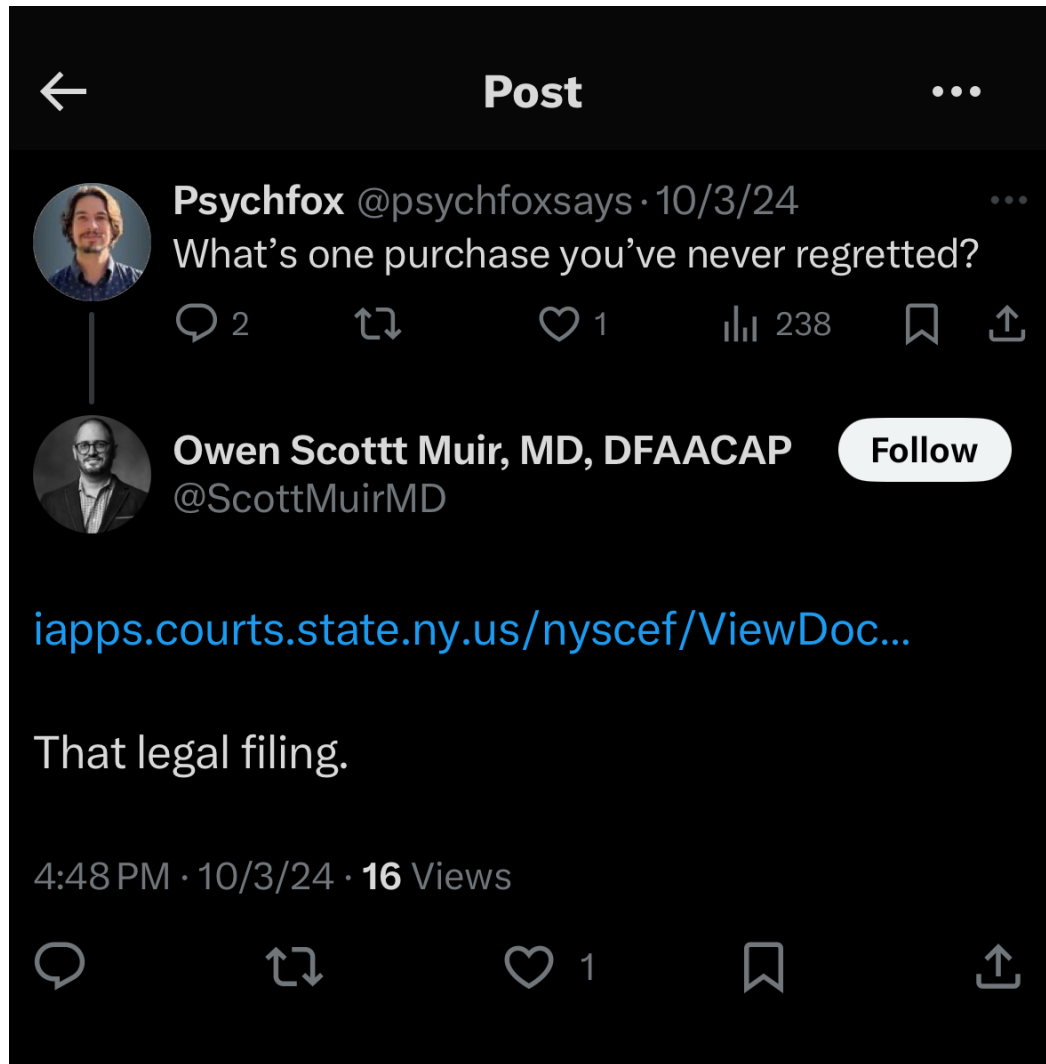 Post
Psychfox @psychfoxsays · 10/3/24
What’s one purchase you’ve never regretted?
2 1 238
Owen Scottt Muir, MD, DFAACAP
Follow
@ScottMuirMD
iapps.courts.state.ny.us/nyscef/ViewDoc...
That legal filing.
4:48 PM · 10/3/24 · 16 Views
1